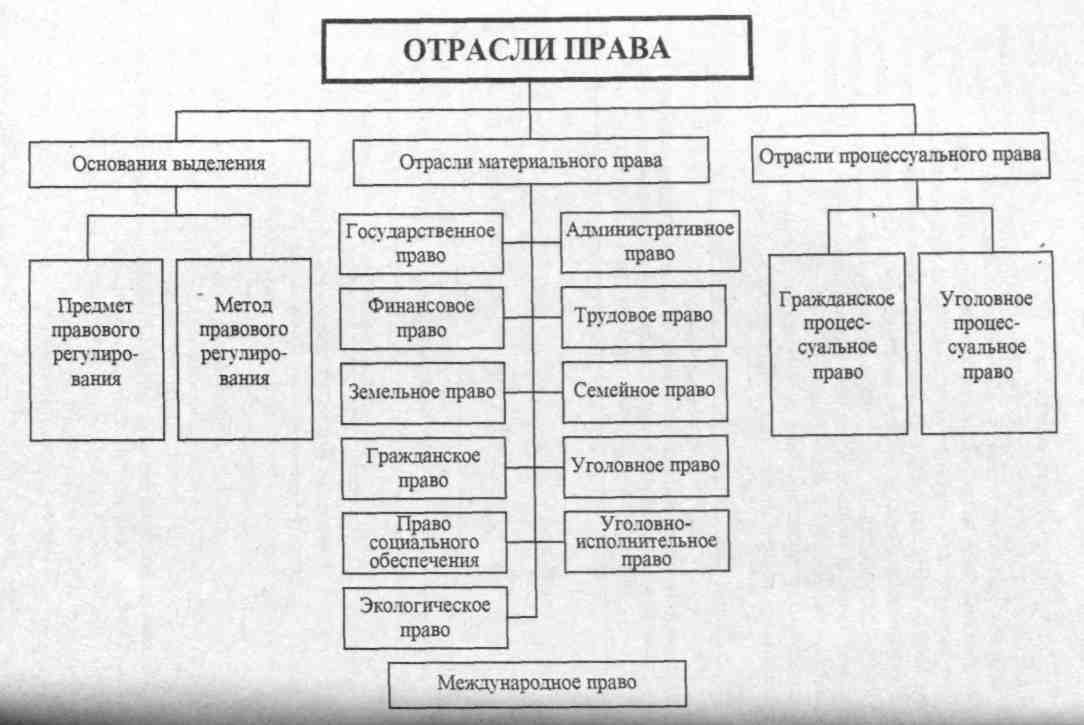 ОТРАСЛИ ПРАВА
Основания выделения
Предмет
правового
регулиро-
вания
Метод
правового
регулиро-
вания
Отрасли материального права
Государственное
право
Административное
право
Финансовое
право
Трудовое право
Земельное право
Семейное право
Гражданское
право
Уголовное право
Право
социального
обеспечения
Уголовно-
исполнительное
право
Экологическое
право
Международное право
Отрасли процессуального права
Гражданское
процес-
суальное
право
Уголовное
процес-
суальное
право